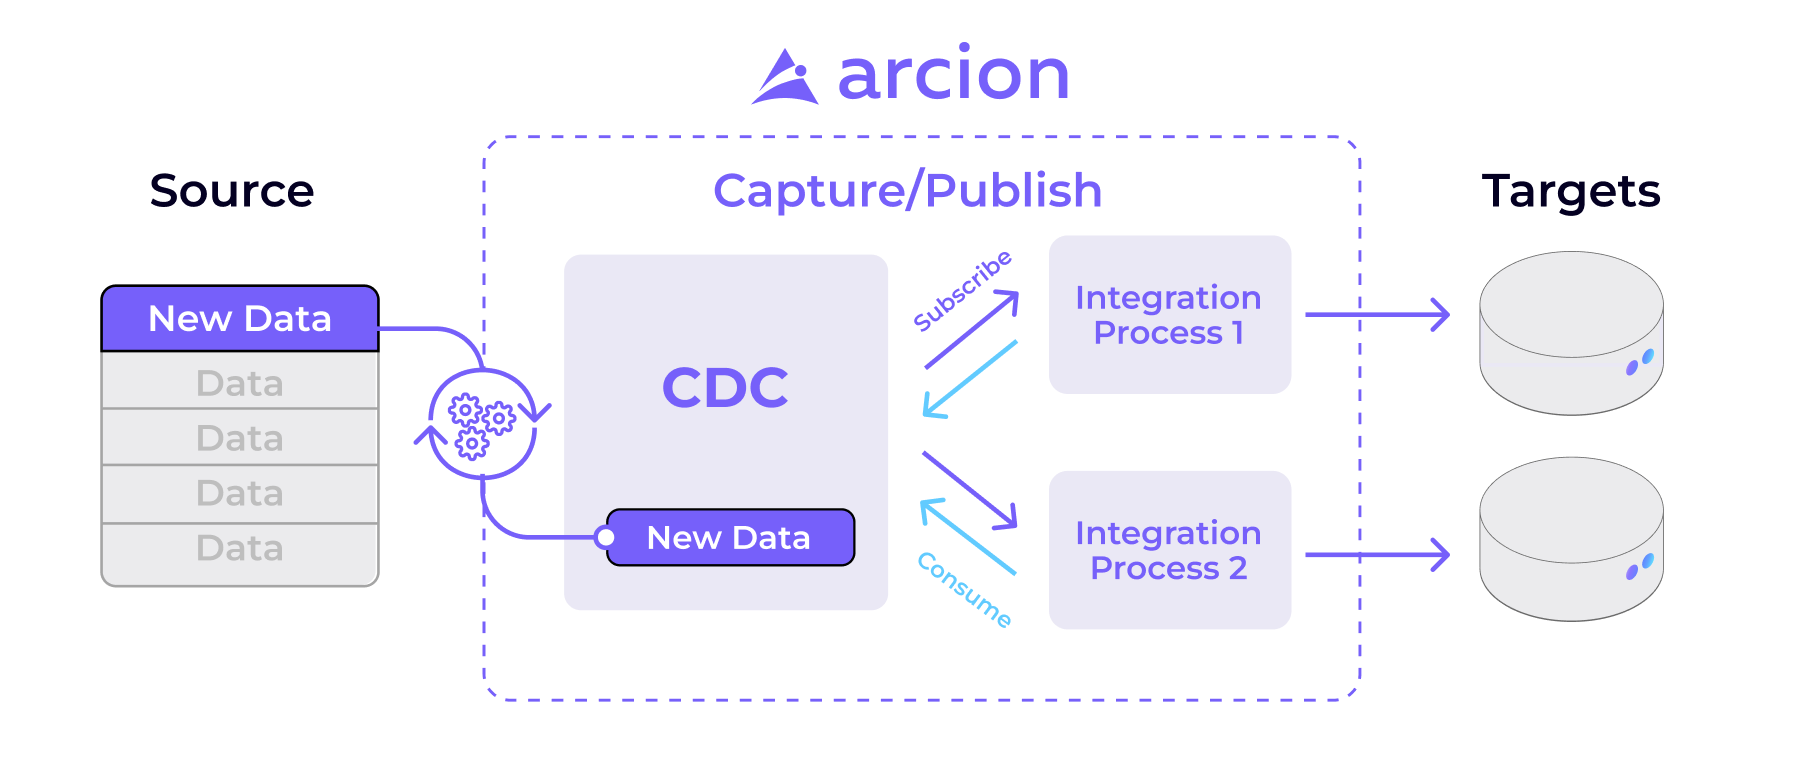 arcion
Source
Capture/Publish
Targets
New Data
Data
Data
Data
Data
CDC
New Data
Subscribe
Consume
Integration
Process 1
Integration
Process 2